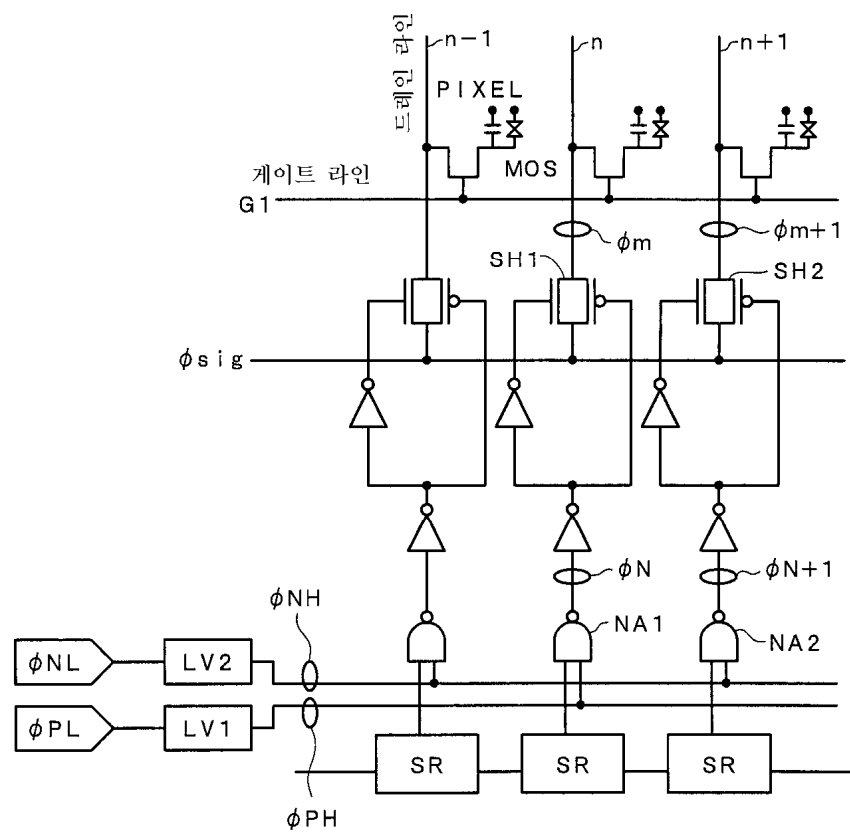 n-1
n
n+1
드레인 라인
PIXEL
게이트 라인
MOS
G1
φm
φm+1
SH1
SH2
φsig
φN
φN+1
φNH
NA1
NA2
φNL
LV2
φPL
LV1
SR
SR
SR
φPH